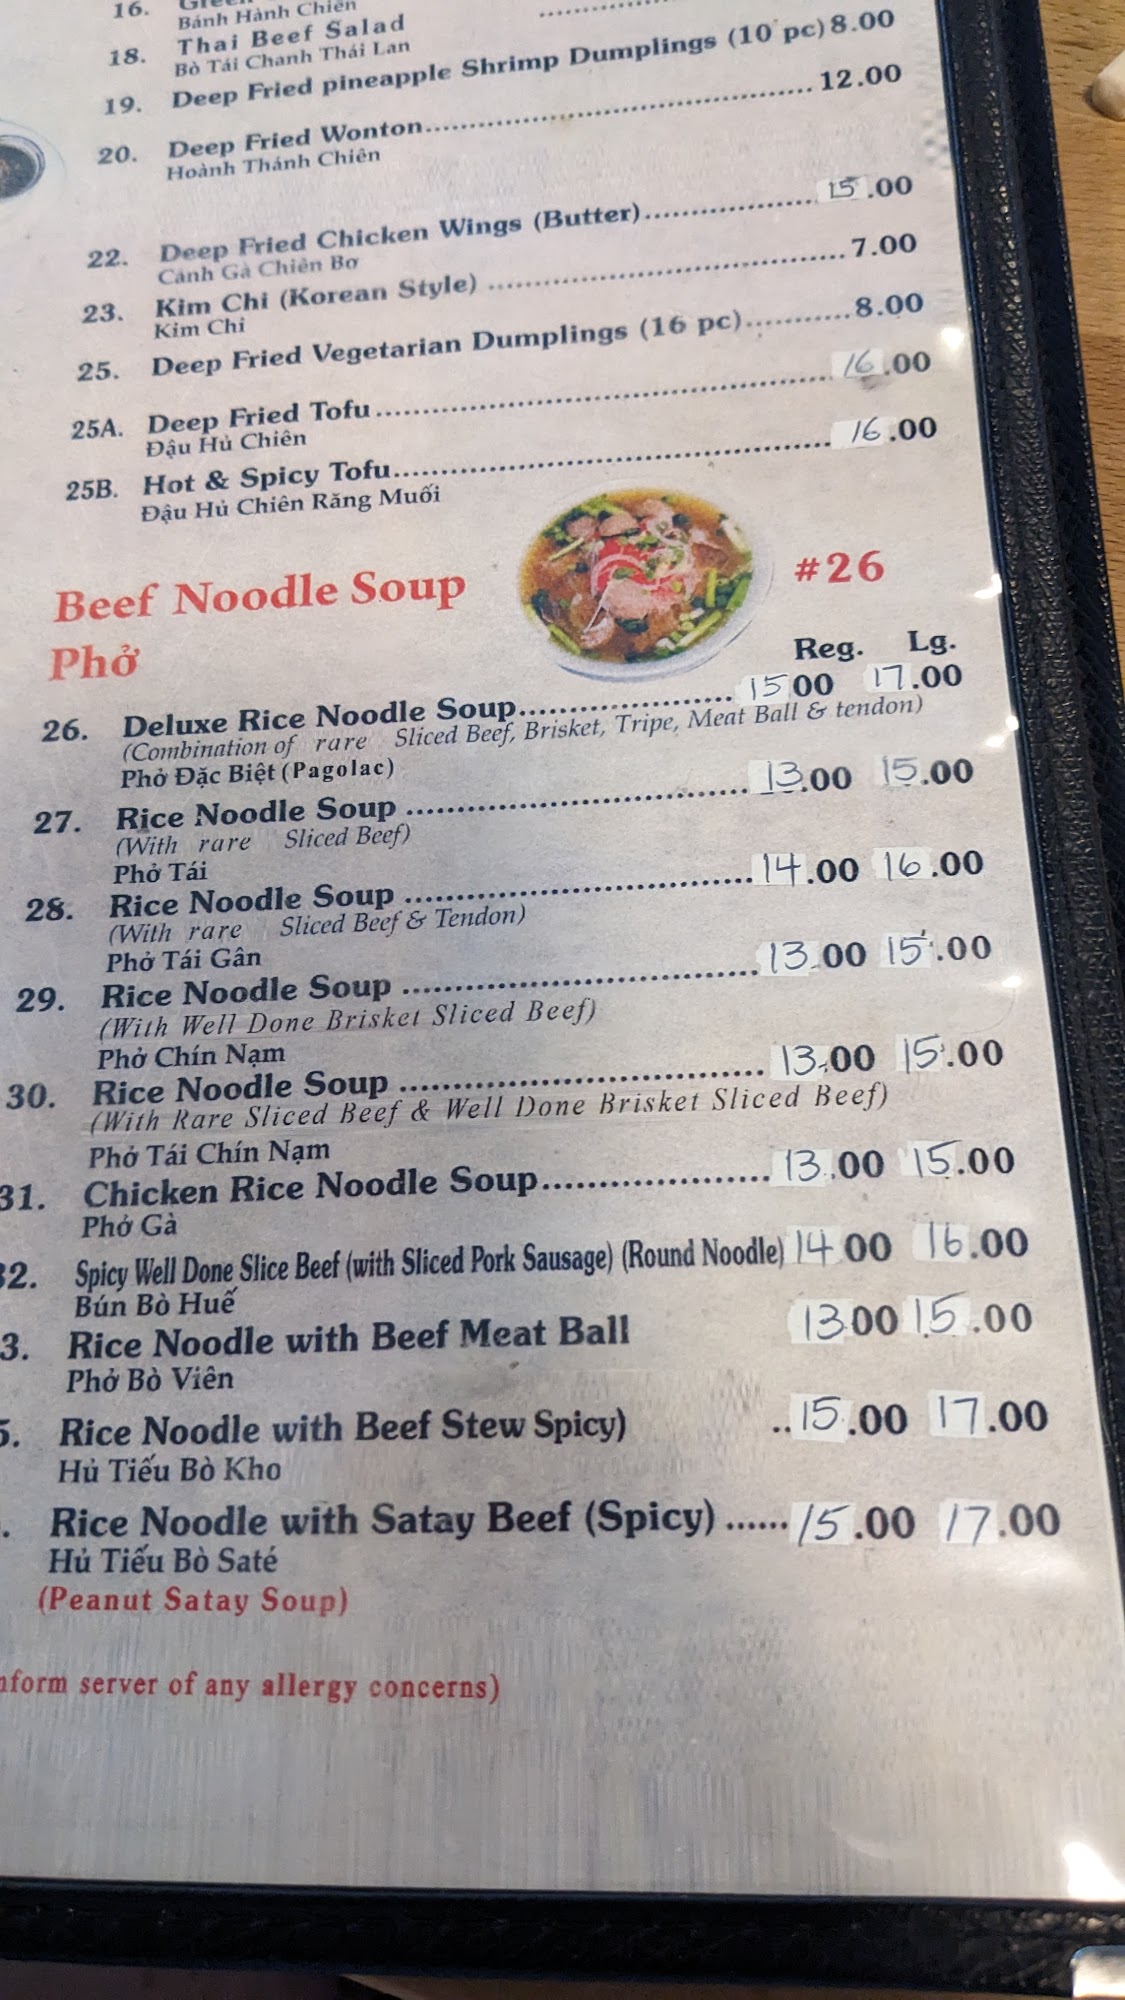 16.
Bánh Hành Chiên
18. Thai Beef Salad
Bò Tái Chanh Thái Lan
19. Deep Fried pineapple Shrimp Dumplings (10 pc) 8.00
20. Deep Fried Wonton 12.00
Hoành Thánh Chiên
22. Deep Fried Chicken Wings (Butter) 15.00
Cánh Gà Chiên Bơ
23. Kim Chi (Korean Style) 7.00
Kim Chi
25. Deep Fried Vegetarian Dumplings (16 pc) 8.00
25A. Deep Fried Tofu 16.00
Đậu Hủ Chiên
25B. Hot & Spicy Tofu 16.00
Đậu Hủ Chiên Răng Muối
Beef Noodle Soup
Phở
#26
Reg. Lg.
26. Deluxe Rice Noodle Soup 15 00 17.00
(Combination of rare Sliced Beef, Brisket, Tripe, Meat Ball & tendon)
Phở Đặc Biệt (Pagolac)
27. Rice Noodle Soup 13.00 15.00
(With rare Sliced Beef)
Phở Tái
28. Rice Noodle Soup 14.00 16.00
(With rare Sliced Beef & Tendon)
Phở Tái Gân
29. Rice Noodle Soup 13.00 15.00
(With Well Done Brisket Sliced Beef)
Phở Chín Nạm
30. Rice Noodle Soup 13.00 15.00
(With Rare Sliced Beef & Well Done Brisket Sliced Beef)
Phở Tái Chín Nạm
31. Chicken Rice Noodle Soup 13.00 15.00
Phở Gà
32. Spicy Well Done Slice Beef (with Sliced Pork Sausage) (Round Noodle) 14 00 16.00
Bún Bò Huế
3. Rice Noodle with Beef Meat Ball 13.00 15.00
Phở Bò Viên
5. Rice Noodle with Beef Stew Spicy) ..15.00 17.00
Hủ Tiếu Bò Kho
. Rice Noodle with Satay Beef (Spicy) ......15.00 17.00
Hủ Tiếu Bò Saté
(Peanut Satay Soup)
nform server of any allergy concerns)